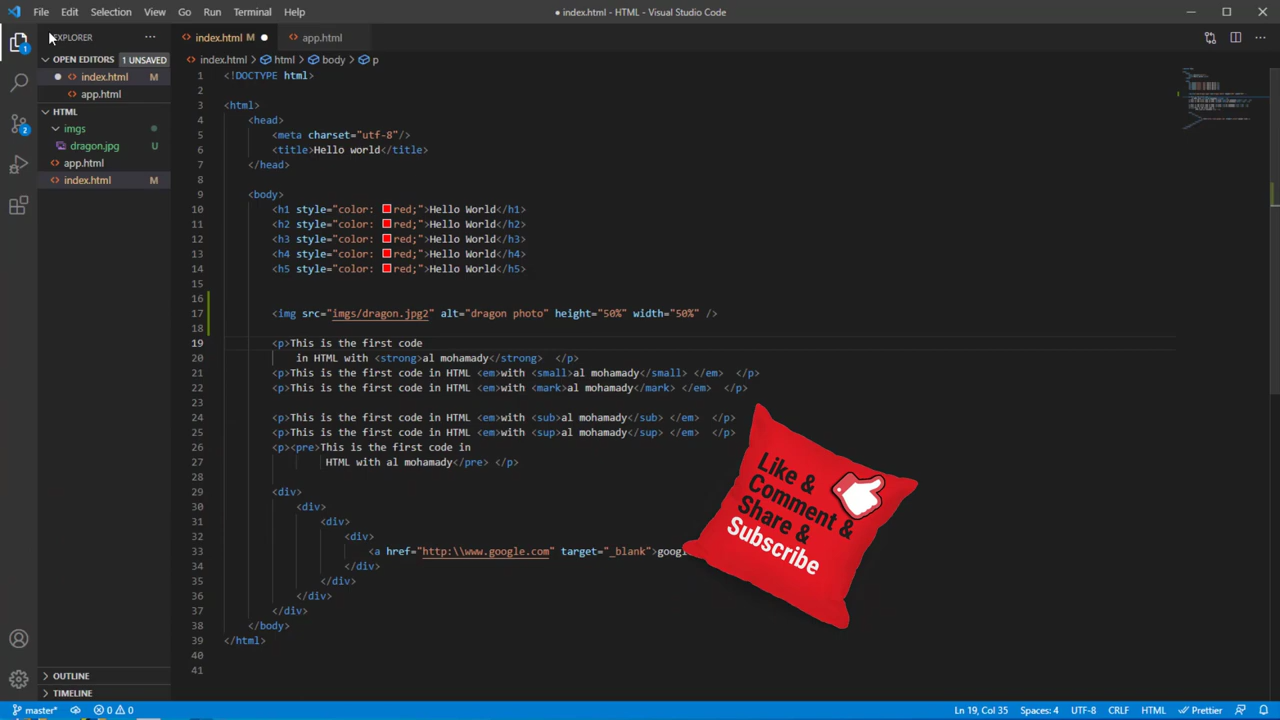 File Edit Selection View Go Run Terminal Help
● index.html - HTML - Visual Studio Code
EXPLORER
OPEN EDITORS 1 UNSAVED
index.html M
app.html
HTML
imgs
dragon.jpg U
app.html
index.html M
OUTLINE
TIMELINE
1
2
index.html M
app.html
index.html > html > body > p
1 <!DOCTYPE html>
2
3 <html>
4 <head>
5 <meta charset="utf-8"/>
6 <title>Hello world</title>
7 </head>
8
9 <body>
10 <h1 style="color: red;">Hello World</h1>
11 <h2 style="color: red;">Hello World</h2>
12 <h3 style="color: red;">Hello World</h3>
13 <h4 style="color: red;">Hello World</h4>
14 <h5 style="color: red;">Hello World</h5>
15
16
17 <img src="imgs/dragon.jpg2" alt="dragon photo" height="50%" width="50%" />
18
19 <p>This is the first code
20 in HTML with <strong>al mohamady</strong> </p>
21 <p>This is the first code in HTML <em>with <small>al mohamady</small> </em> </p>
22 <p>This is the first code in HTML <em>with <mark>al mohamady</mark> </em> </p>
23
24 <p>This is the first code in HTML <em>with <sub>al mohamady</sub> </em> </p>
25 <p>This is the first code in HTML <em>with <sup>al mohamady</sup> </em> </p>
26 <p><pre>This is the first code in
27 HTML with al mohamady</pre> </p>
28
29 <div>
30 <div>
31 <div>
32 <div>
33 <a href="http:\\www.google.com" target="_blank">googl
34 </div>
35 </div>
36 </div>
37 </div>
38 </body>
39 </html>
40
41
Like &
Comment &
Share &
Subscribe
master* 0 0 Ln 19, Col 35 Spaces: 4 UTF-8 CRLF HTML Prettier